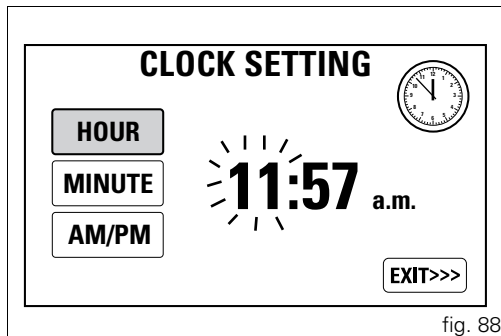 CLOCK SETTING
HOUR
MINUTE
AM/PM
11:57 a.m.
EXIT>>>
fig. 88